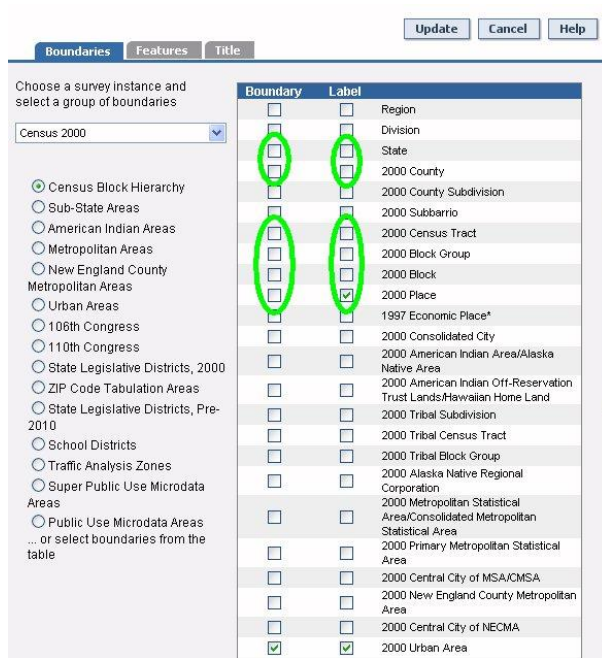 Update Cancel Help
Boundaries Features Title
Choose a survey instance and
select a group of boundaries
Census 2000
Census Block Hierarchy
Sub-State Areas
American Indian Areas
Metropolitan Areas
New England County
Metropolitan Areas
Urban Areas
106th Congress
110th Congress
State Legislative Districts, 2000
ZIP Code Tabulation Areas
State Legislative Districts, Pre-
2010
School Districts
Traffic Analysis Zones
Super Public Use Microdata
Areas
Public Use Microdata Areas
... or select boundaries from the
table
Boundary Label
Region
Division
State
2000 County
2000 County Subdivision
2000 Subbarrio
2000 Census Tract
2000 Block Group
2000 Block
2000 Place
1997 Economic Place*
2000 Consolidated City
2000 American Indian Area/Alaska
Native Area
2000 American Indian Off-Reservation
Trust Lands/Hawaiian Home Land
2000 Tribal Subdivision
2000 Tribal Census Tract
2000 Tribal Block Group
2000 Alaska Native Regional
Corporation
2000 Metropolitan Statistical
Area/Consolidated Metropolitan
Statistical Area
2000 Primary Metropolitan Statistical
Area
2000 Central City of MSA/CMSA
2000 New England County Metropolitan
Area
2000 Central City of NECMA
2000 Urban Area